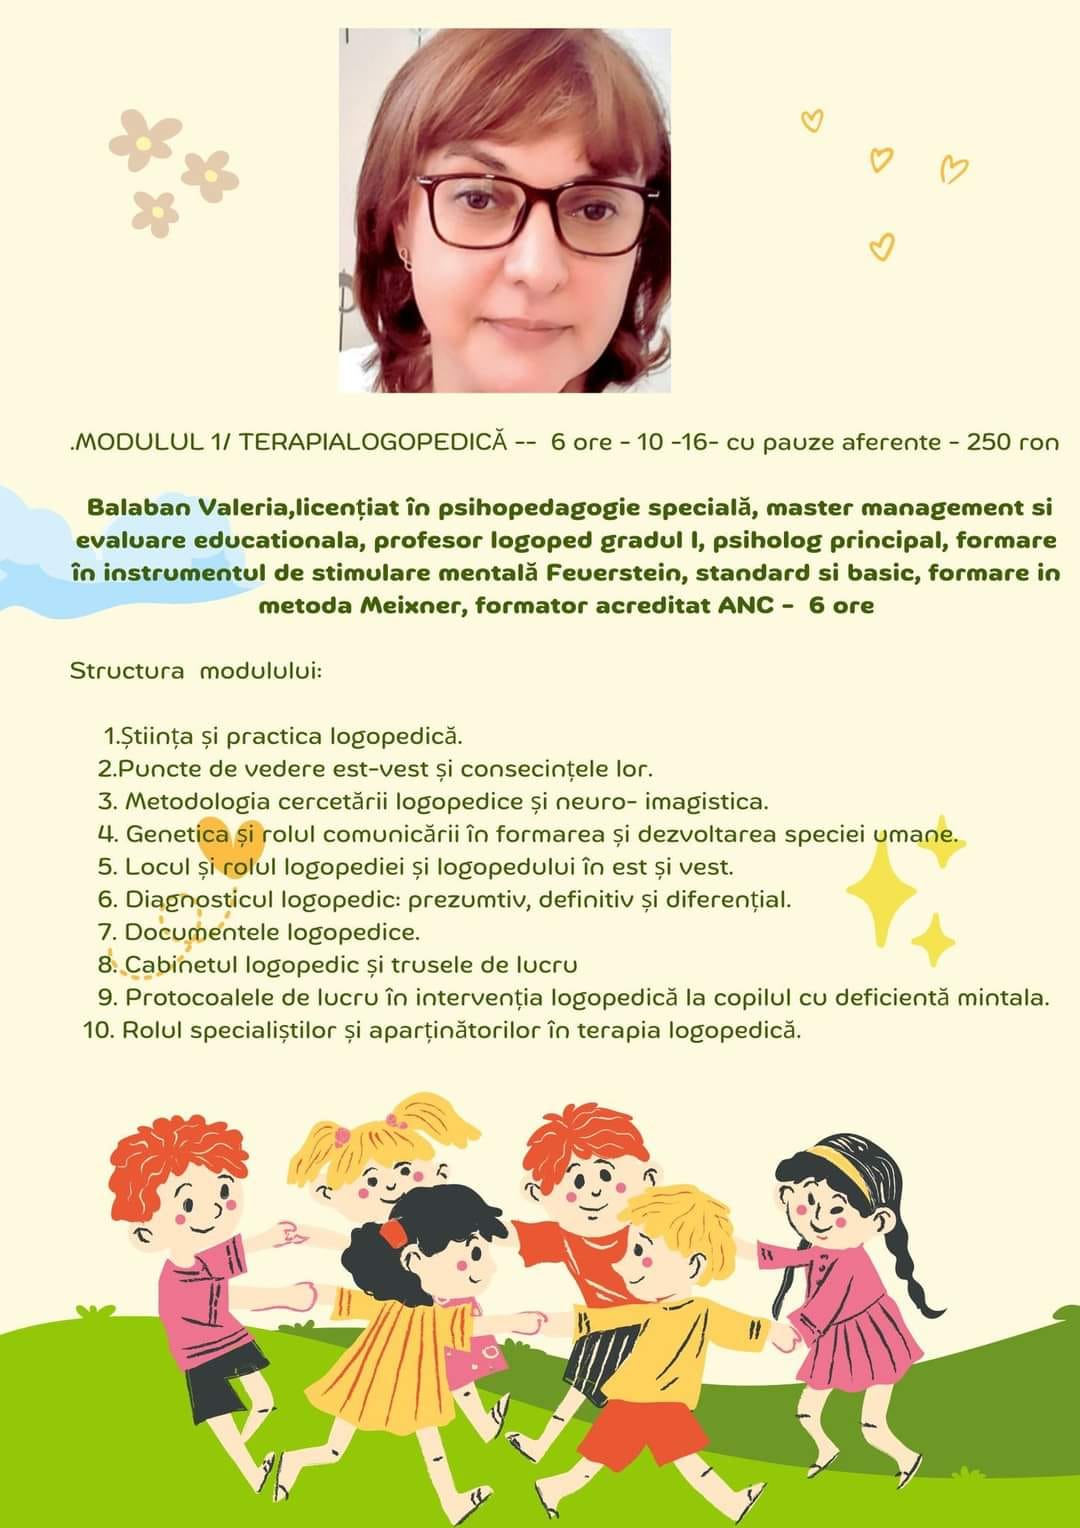 .MODULUL 1/ TERAPIALOGOPEDICĂ -- 6 ore - 10 -16- cu pauze aferente - 250 ron
Balaban Valeria,licențiat în psihopedagogie specială, master management si
evaluare educationala, profesor logoped gradul I, psiholog principal, formare
în instrumentul de stimulare mentală Feuerstein, standard si basic, formare in
metoda Meixner, formator acreditat ANC - 6 ore
Structura modulului:
1.Știința și practica logopedică.
2.Puncte de vedere est-vest și consecințele lor.
3. Metodologia cercetării logopedice și neuro- imagistica.
4. Genetica și rolul comunicării în formarea și dezvoltarea speciei umane.
5. Locul și rolul logopediei și logopedului în est și vest.
6. Diagnosticul logopedic: prezumtiv, definitiv și diferențial.
7. Documentele logopedice.
8. Cabinetul logopedic și trusele de lucru
9. Protocoalele de lucru în intervenția logopedică la copilul cu deficientă mintala.
10. Rolul specialiștilor și aparținătorilor în terapia logopedică.